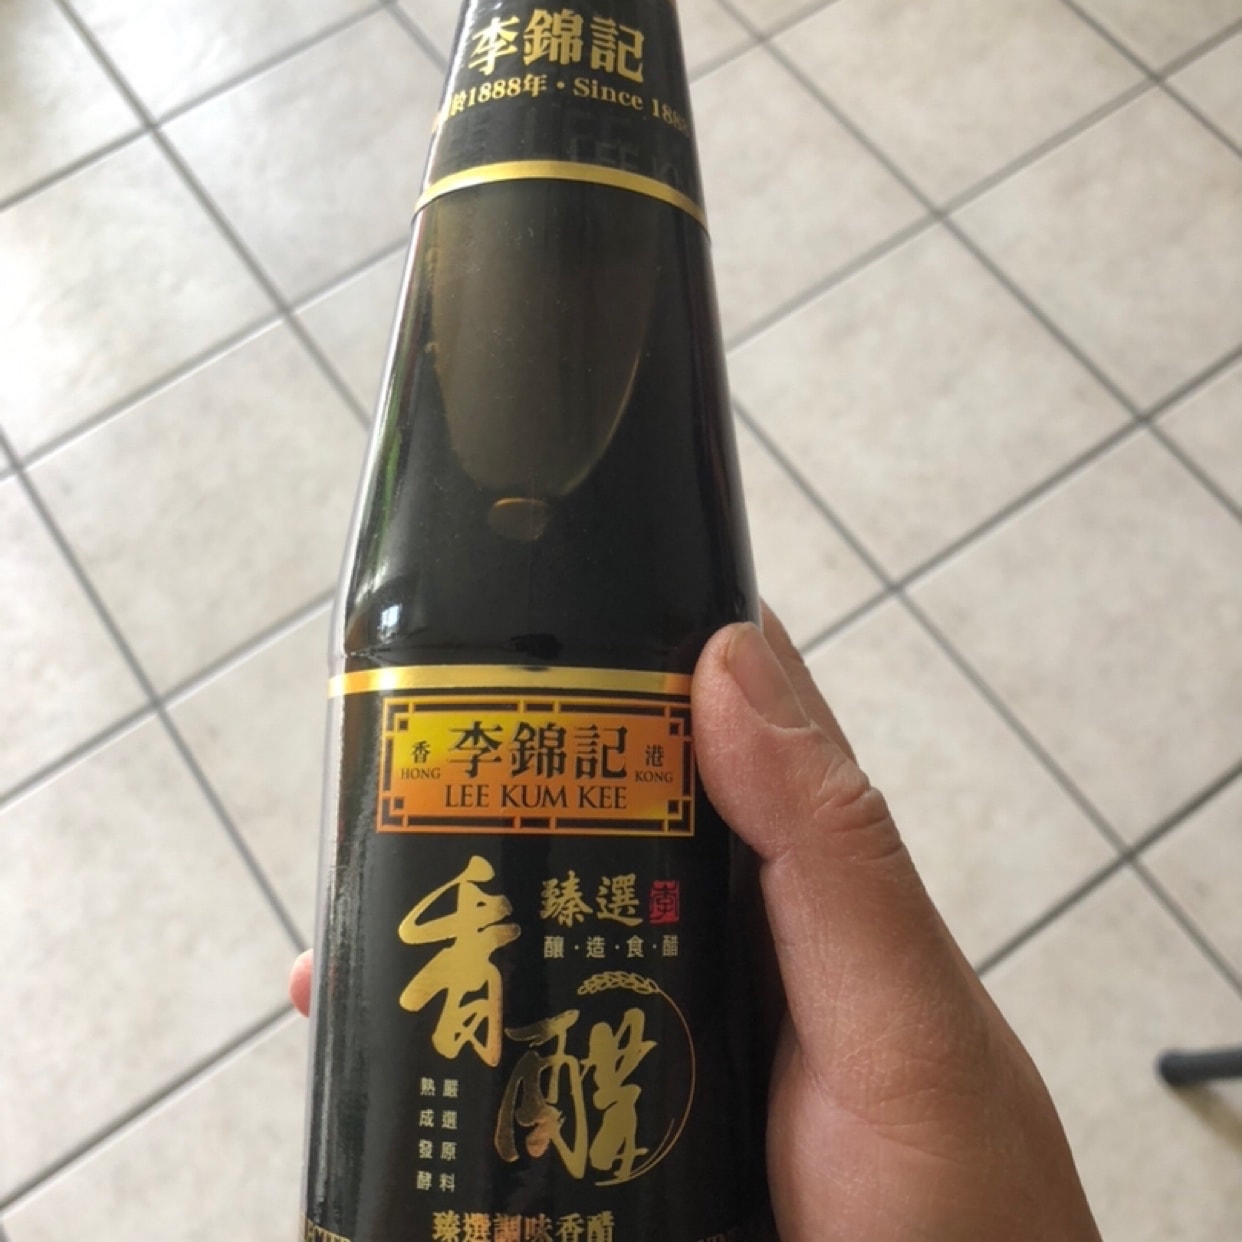 李錦記
於1888年・Since 188
香 李錦記 港
HONG LEE KUM KEE KONG
臻選 李
釀・造・食・醋
香醋
嚴選原料
熟成發酵
臻選調味香醋